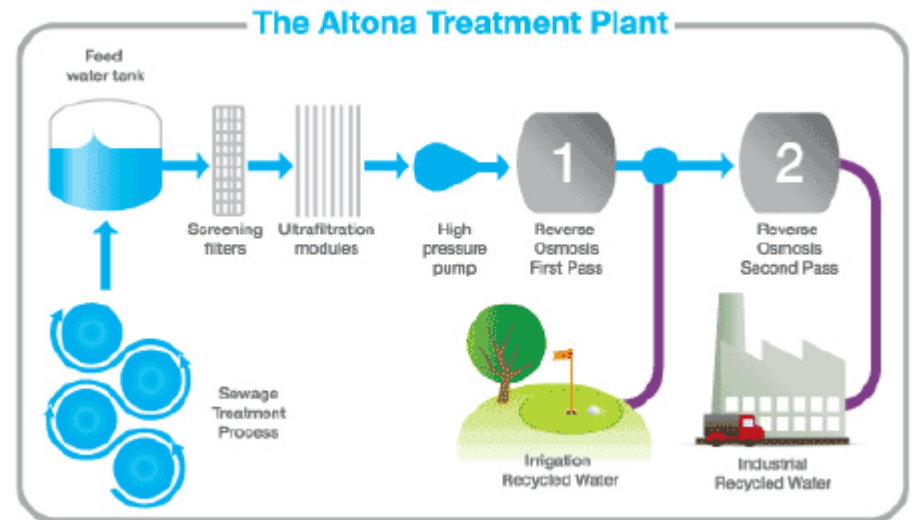 The Altona Treatment Plant
Feed
water tank
Screening
filters
Ultrafiltration
modules
High
pressure
pump
1
Reverse
Osmosis
First Pass
2
Reverse
Osmosis
Second Pass
Sewage
Treatment
Process
Irrigation
Recycled Water
Industrial
Recycled Water